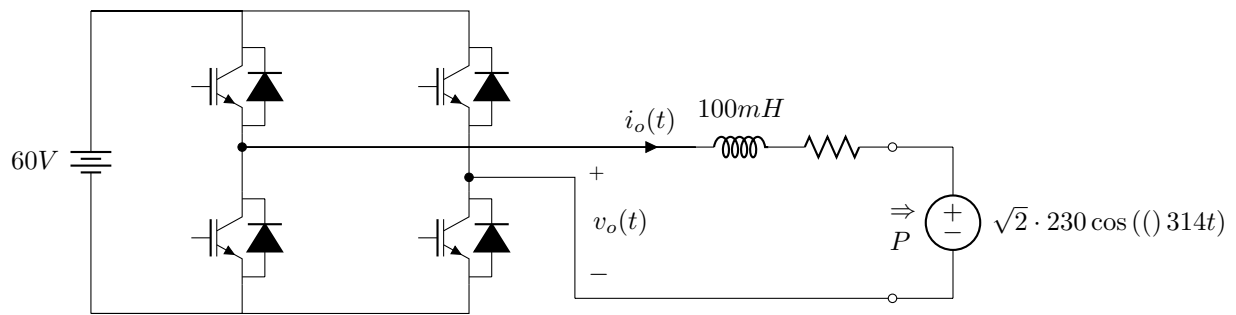 100mH
i_o(t)
60V
+
v_o(t)
−
⇒
P
+
−
√2 · 230 cos (() 314t)